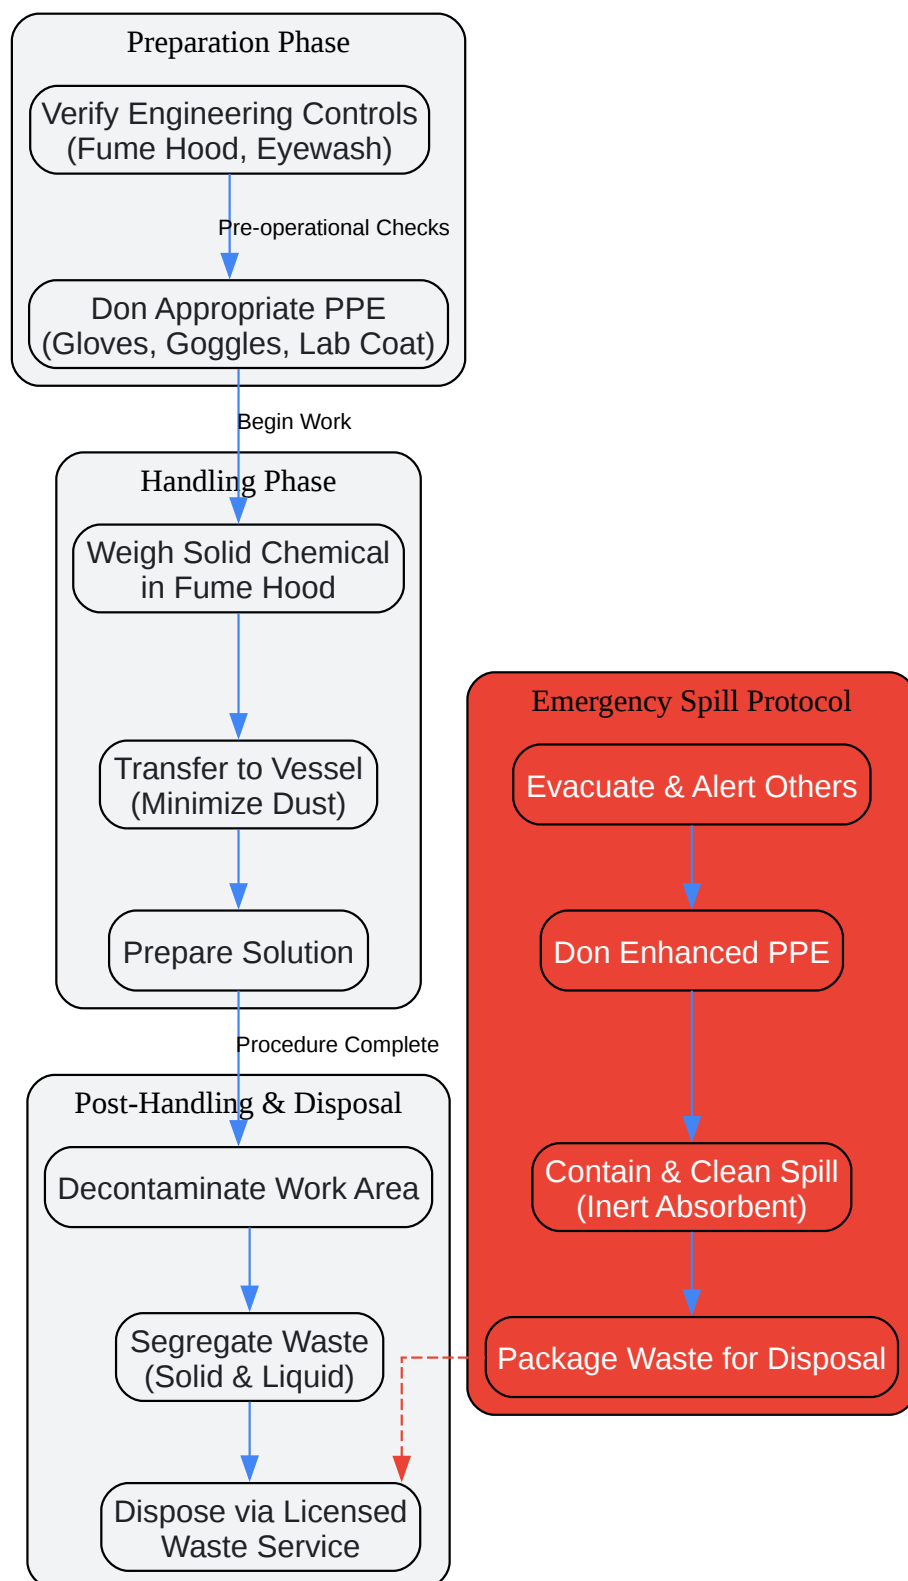 Preparation Phase
Verify Engineering Controls
(Fume Hood, Eyewash)
Pre-operational Checks
Don Appropriate PPE
(Gloves, Goggles, Lab Coat)
Begin Work
Handling Phase
Weigh Solid Chemical
in Fume Hood
Transfer to Vessel
(Minimize Dust)
Prepare Solution
Procedure Complete
Post-Handling & Disposal
Decontaminate Work Area
Segregate Waste
(Solid & Liquid)
Dispose via Licensed
Waste Service
Emergency Spill Protocol
Evacuate & Alert Others
Don Enhanced PPE
Contain & Clean Spill
(Inert Absorbent)
Package Waste for Disposal